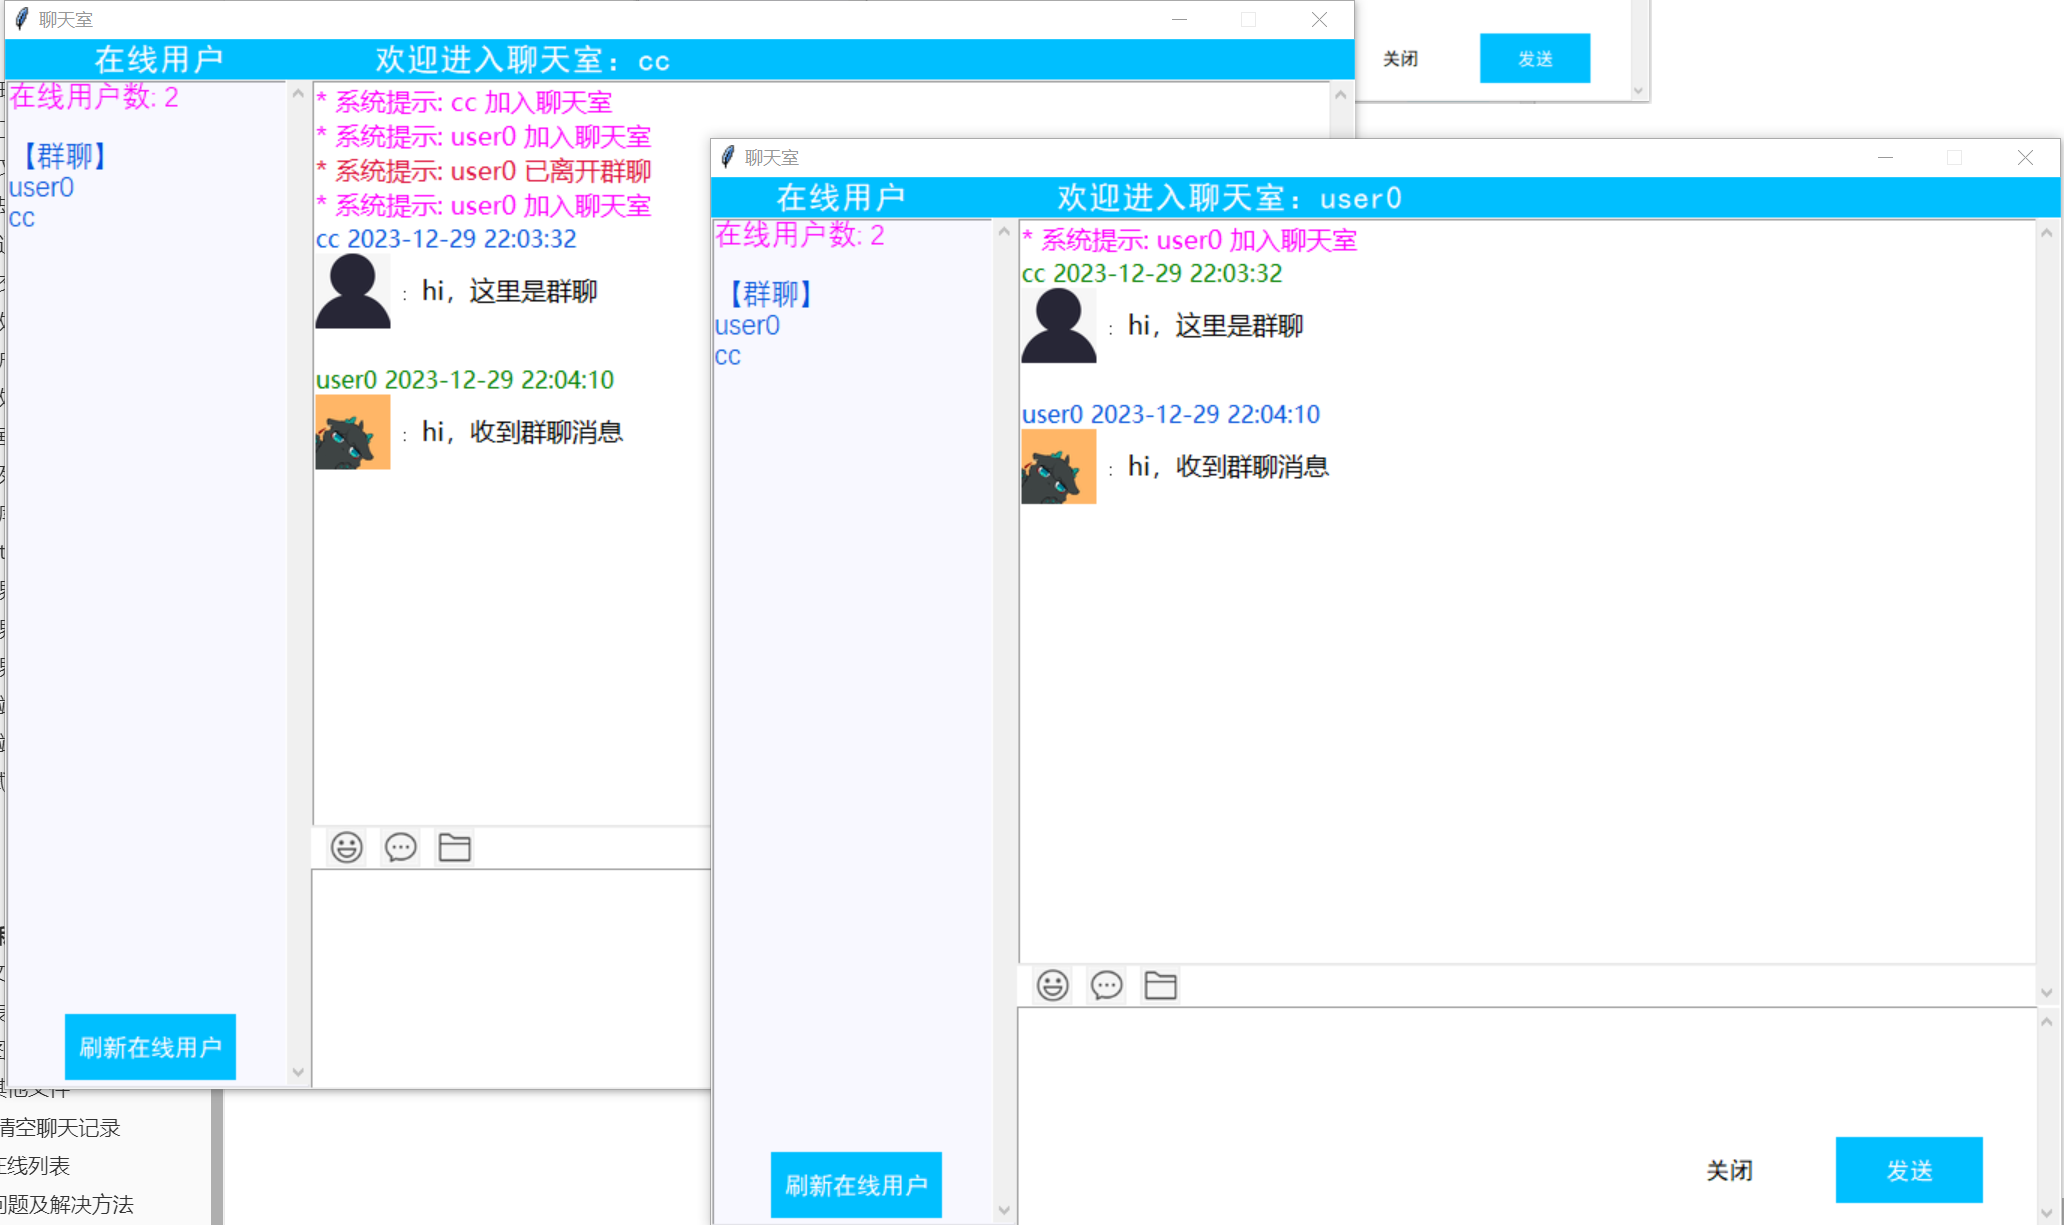 聊天室
在线用户
欢迎进入聊天室：cc
在线用户数: 2
【群聊】
user0
cc
* 系统提示: cc 加入聊天室
* 系统提示: user0 加入聊天室
* 系统提示: user0 已离开群聊
* 系统提示: user0 加入聊天室
cc 2023-12-29 22:03:32
： hi，这里是群聊
user0 2023-12-29 22:04:10
： hi，收到群聊消息
刷新在线用户
关闭
发送
聊天室
在线用户
欢迎进入聊天室：user0
在线用户数: 2
【群聊】
user0
cc
* 系统提示: user0 加入聊天室
cc 2023-12-29 22:03:32
： hi，这里是群聊
user0 2023-12-29 22:04:10
： hi，收到群聊消息
刷新在线用户
关闭
发送
清空聊天记录
在线列表
问题及解决方法